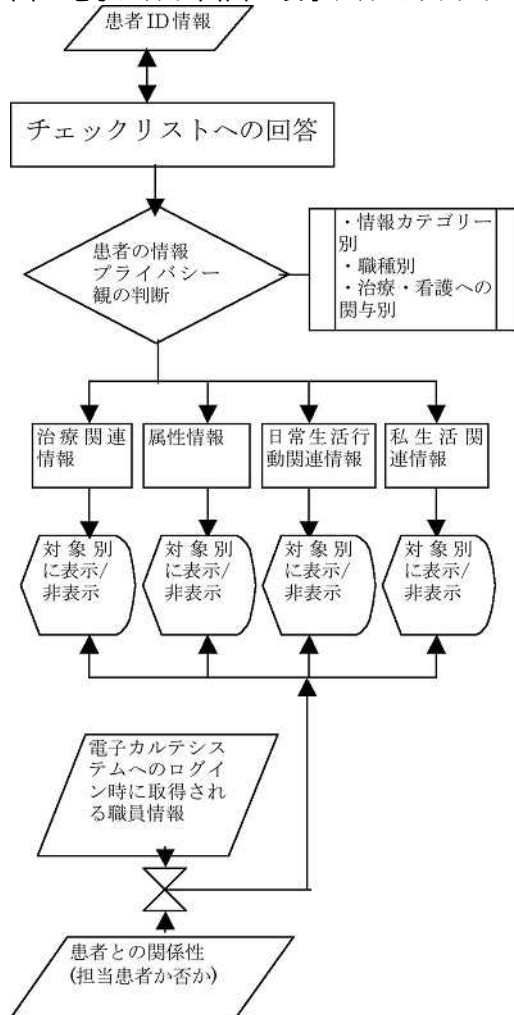 患者ID情報
チェックリストへの回答
患者の情報
プライバシー
観の判断
・情報カテゴリー
別
・職種別
・治療・看護への
関与別
治療関連
情報
属性情報
日常生活行
動関連情報
私生活関
連情報
対象別
に表示/
非表示
対象別
に表示/
非表示
対象別
に表示/
非表示
対象別
に表示/
非表示
電子カルテシス
テムへのログイ
ン時に取得され
る職員情報
患者との関係性
(担当患者か否か)